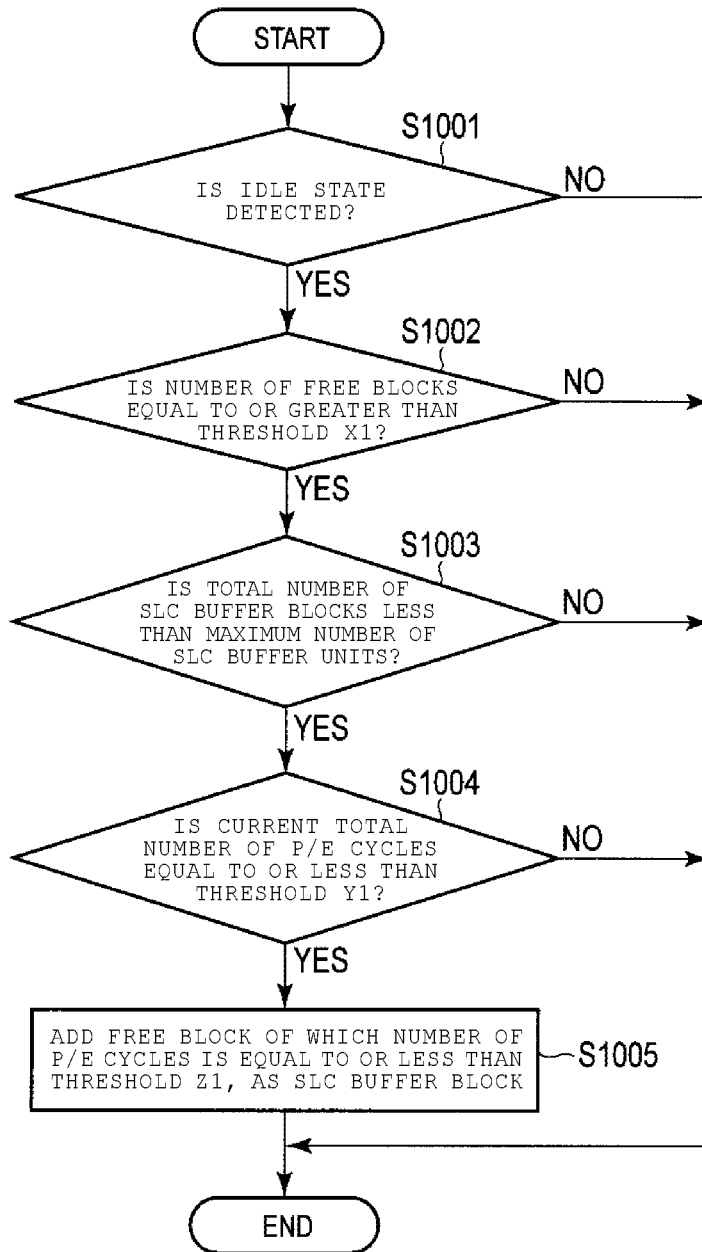 START
S1001
IS IDLE STATE
DETECTED?
NO
YES
S1002
IS NUMBER OF FREE BLOCKS
EQUAL TO OR GREATER THAN
THRESHOLD X1?
NO
YES
S1003
IS TOTAL NUMBER OF
SLC BUFFER BLOCKS LESS
THAN MAXIMUM NUMBER OF
SLC BUFFER UNITS?
NO
YES
S1004
IS CURRENT TOTAL
NUMBER OF P/E CYCLES
EQUAL TO OR LESS THAN
THRESHOLD Y1?
NO
YES
ADD FREE BLOCK OF WHICH NUMBER OF
P/E CYCLES IS EQUAL TO OR LESS THAN
THRESHOLD Z1, AS SLC BUFFER BLOCK
S1005
END